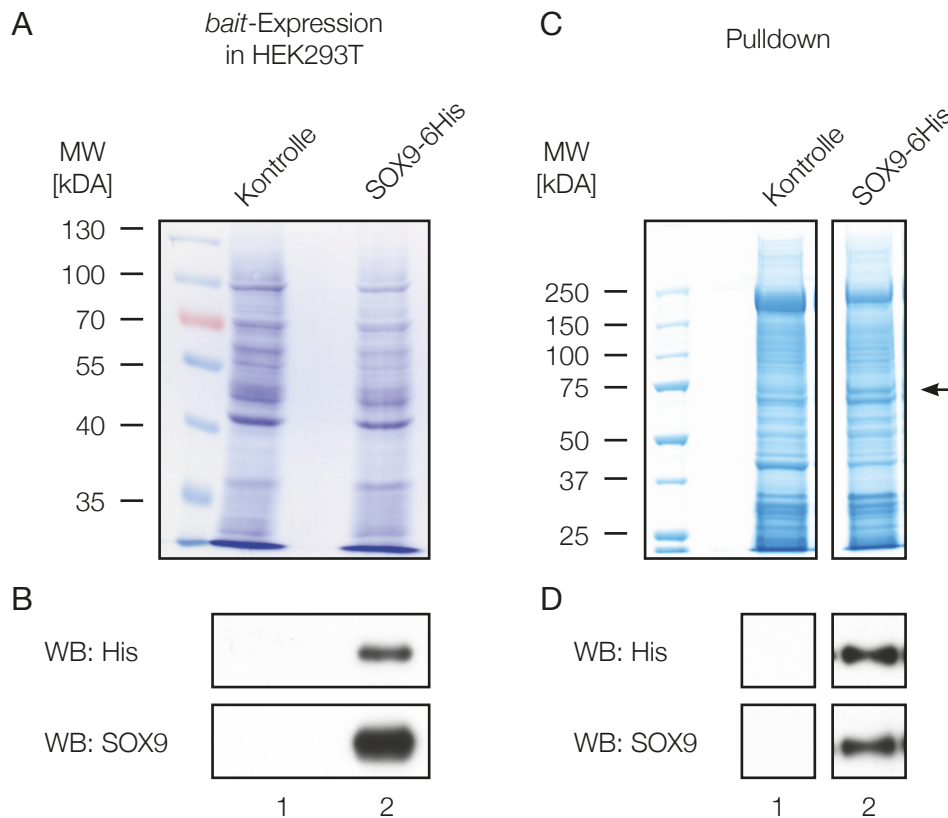 A
bait-Expression
in HEK293T
MW
[kDA]
Kontrolle
SOX9-6His
130
100
70
55
40
35
B
WB: His
WB: SOX9
1
2
C
Pulldown
MW
[kDA]
Kontrolle
SOX9-6His
250
150
100
75
50
37
25
D
WB: His
WB: SOX9
1
2